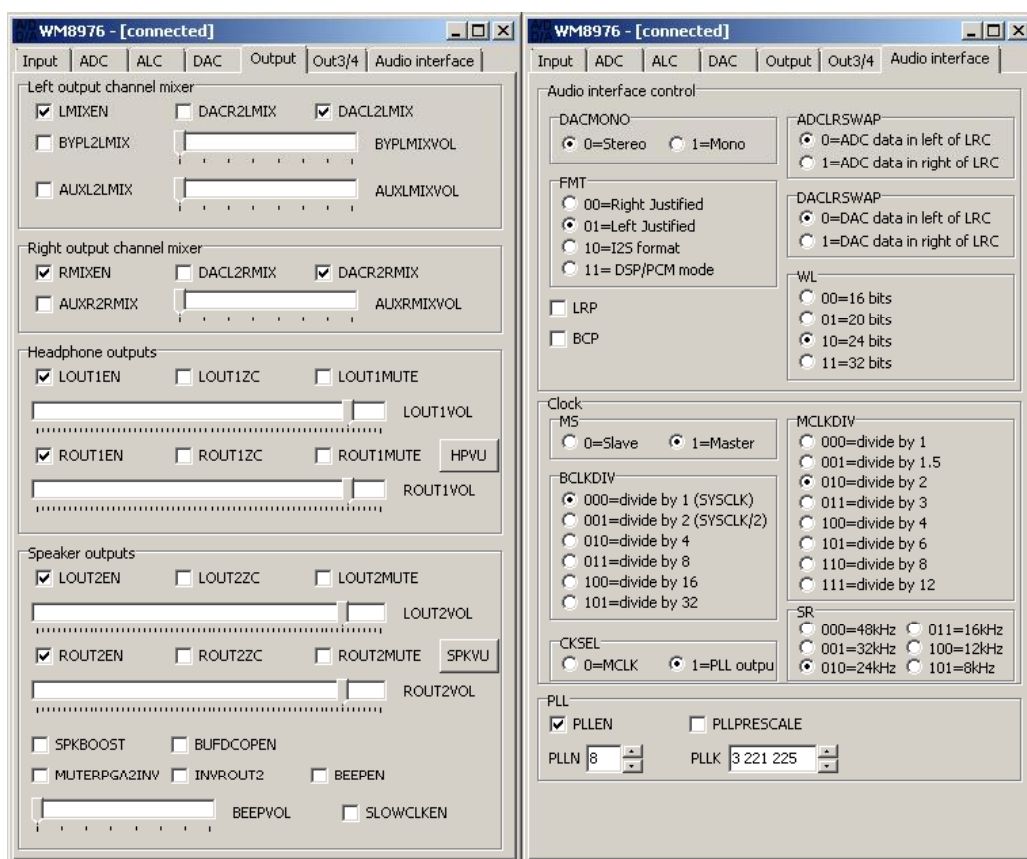 WM8976 - [connected]
Input ADC ALC DAC Output Out3/4 Audio interface
Left output channel mixer
LMIXEN DACR2LMIX DACL2LMIX
BYPL2LMIX BYPLMIXVOL
AUXL2LMIX AUXLMIXVOL
Right output channel mixer
RMIXEN DACL2RMIX DACR2RMIX
AUXR2RMIX AUXRMIXVOL
Headphone outputs
LOUT1EN LOUT1ZC LOUT1MUTE
LOUT1VOL
ROUT1EN ROUT1ZC ROUT1MUTE HPVU
ROUT1VOL
Speaker outputs
LOUT2EN LOUT2ZC LOUT2MUTE
LOUT2VOL
ROUT2EN ROUT2ZC ROUT2MUTE SPKVU
ROUT2VOL
SPKBOOST BUFDCOPEN
MUTERPGA2INV INVROUT2 BEEPEN
BEEPVOL SLOWCLKEN
WM8976 - [connected]
Input ADC ALC DAC Output Out3/4 Audio interface
Audio interface control
DACMONO
0=Stereo 1=Mono
FMT
00=Right Justified
01=Left Justified
10=I2S format
11= DSP/PCM mode
LRP
BCP
ADCLRSWAP
0=ADC data in left of LRC
1=ADC data in right of LRC
DACLRSWAP
0=DAC data in left of LRC
1=DAC data in right of LRC
WL
00=16 bits
01=20 bits
10=24 bits
11=32 bits
Clock
MS
0=Slave 1=Master
BCLKDIV
000=divide by 1 (SYSCLK)
001=divide by 2 (SYSCLK/2)
010=divide by 4
011=divide by 8
100=divide by 16
101=divide by 32
CKSEL
0=MCLK 1=PLL outpu
MCLKDIV
000=divide by 1
001=divide by 1.5
010=divide by 2
011=divide by 3
100=divide by 4
101=divide by 6
110=divide by 8
111=divide by 12
SR
000=48kHz 011=16kHz
001=32kHz 100=12kHz
010=24kHz 101=8kHz
PLL
PLLEN PLLPRESCALE
PLLN 8 PLLK 3 221 225